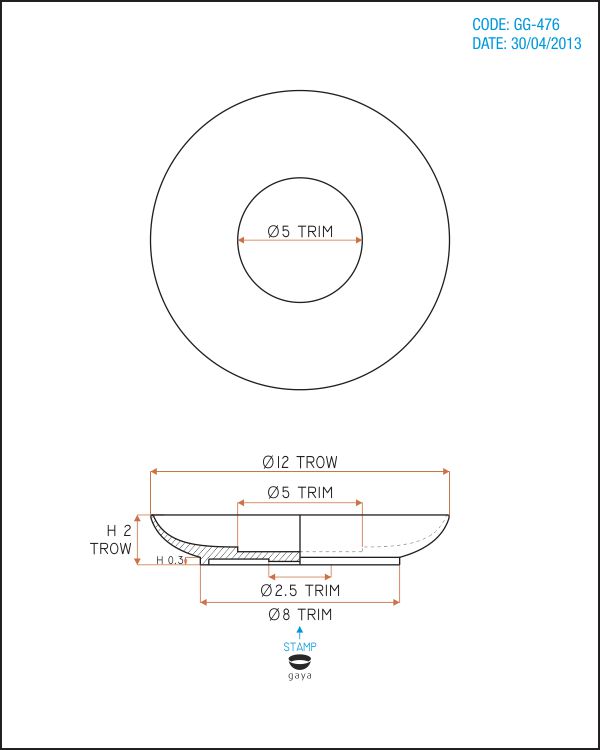 CODE: GG-476
DATE: 30/04/2013
Ø5 TRIM
Ø12 TROW
Ø5 TRIM
H 2
TROW
H 0.3
Ø2.5 TRIM
Ø8 TRIM
STAMP
gaya